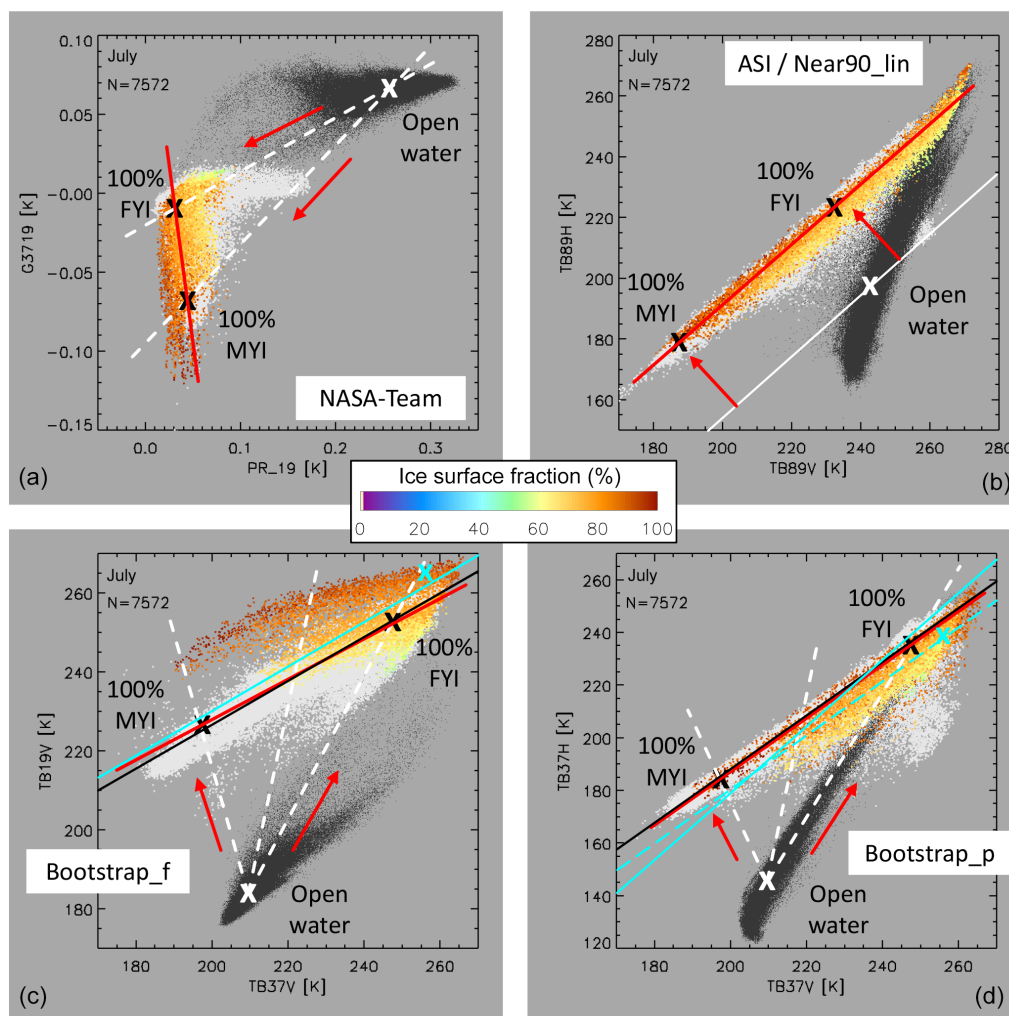 July
N=7572
0.10
0.05
-0.00
-0.05
-0.10
-0.15
G3719 [K]
Open
water
100%
FYI
X
X
X
100%
MYI
NASA-Team
0.0
0.1
0.2
0.3
PR_19 [K]
(a)
July
N=7572
ASI / Near90_lin
280
260
240
220
200
180
160
TB89H [K]
100%
FYI
X
100%
MYI
X
X
Open
water
180
200
220
240
260
280
TB89V [K]
(b)
Ice surface fraction (%)
0 20 40 60 80 100
July
N=7572
260
240
220
200
180
TB19V [K]
X
X
100%
MYI
X
100%
FYI
X
Bootstrap_f
Open
water
180 200 220 240 260
TB37V [K]
(c)
July
N=7572
260
240
220
200
180
160
140
120
TB37H [K]
100%
FYI
X
X
100%
MYI
X
X
Bootstrap_p
Open
water
180 200 220 240 260
TB37V [K]
(d)